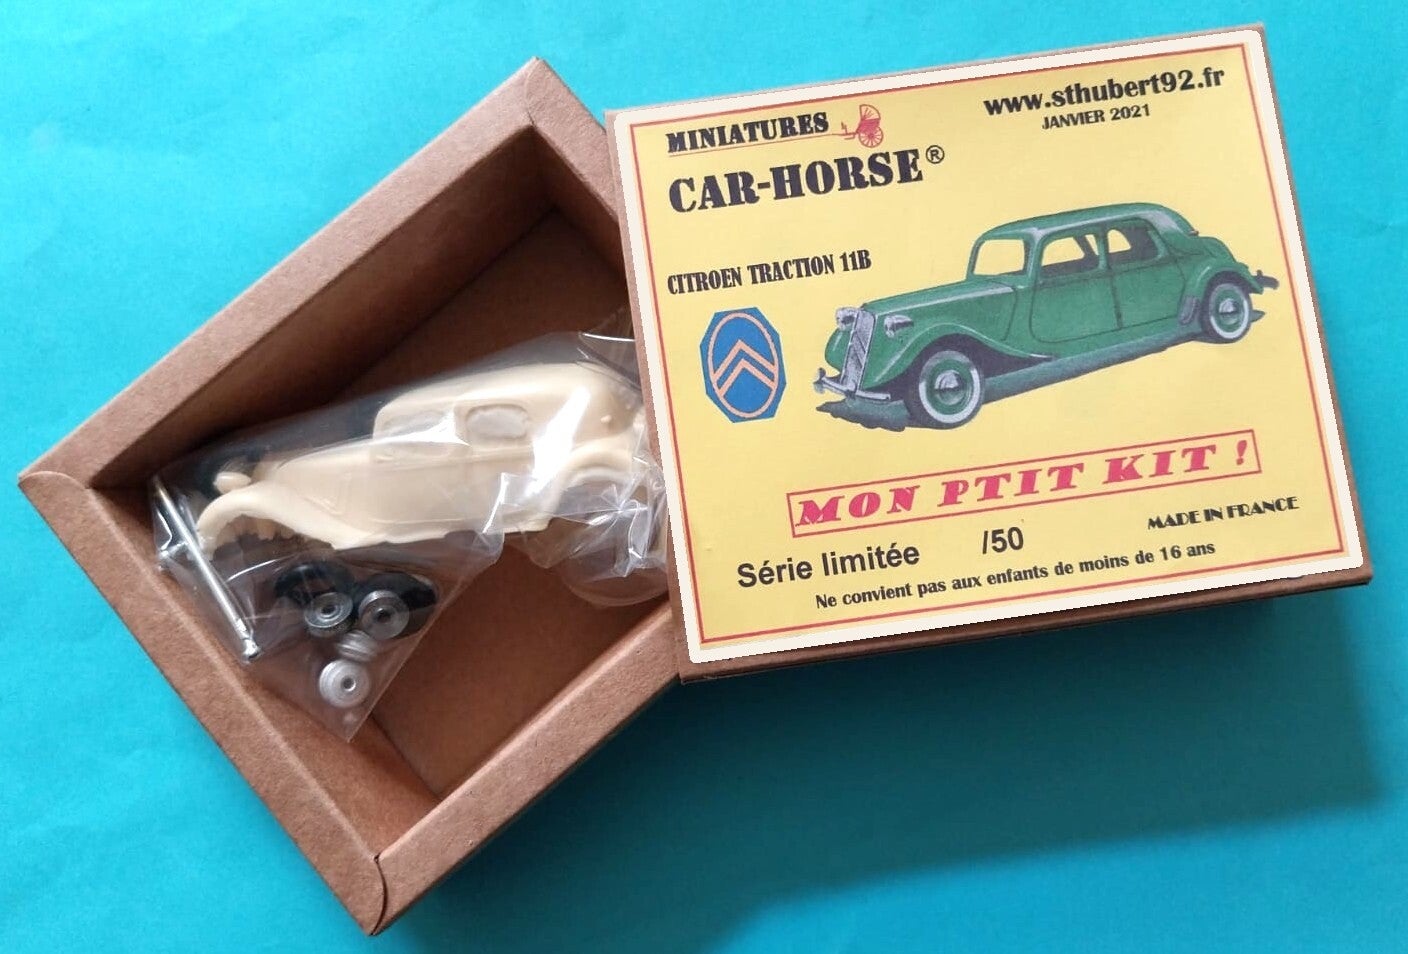 MINIATURES
CAR-HORSE®
www.sthubert92.fr
JANVIER 2021
CITROEN TRACTION 11B
MON PTIT KIT !
Série limitée /50
MADE IN FRANCE
Ne convient pas aux enfants de moins de 16 ans